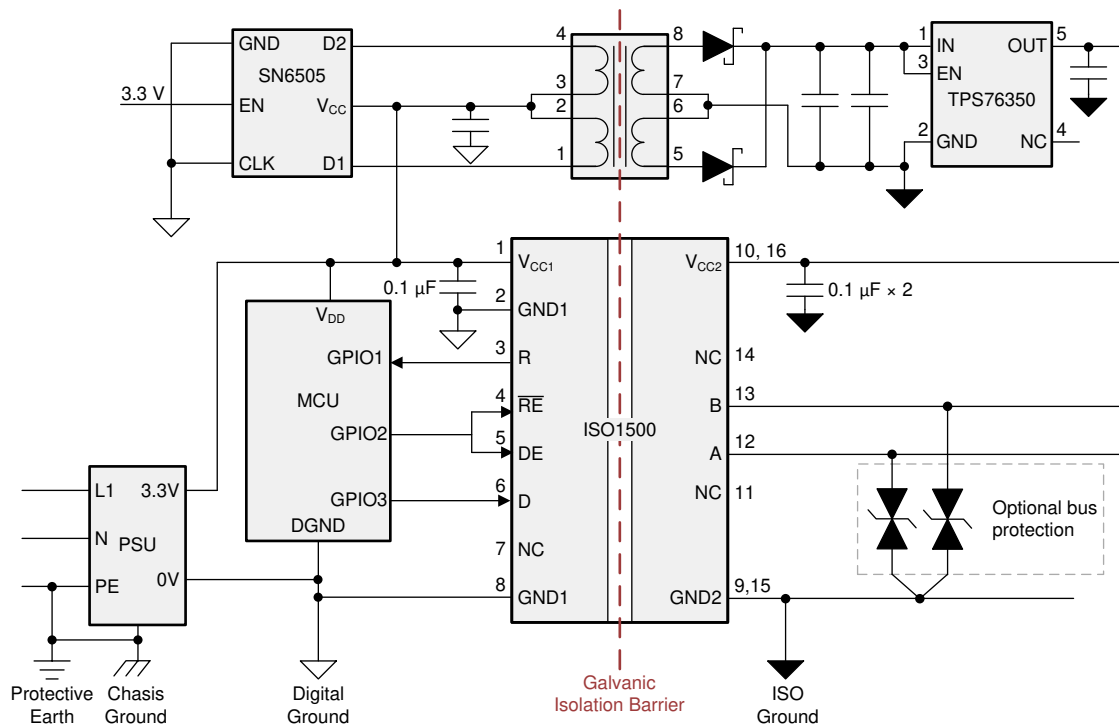 GND D2 4 8 1 IN OUT 5
SN6505 3 7 3 EN
3.3 V EN VCC 2 6 TPS76350
CLK D1 1 5 2 GND NC 4
1 VCC1 VCC2 10, 16
0.1 µF 2 GND1 0.1 µF × 2
VDD
GPIO1 3 R NC 14
MCU 4 RE B 13
GPIO2 ISO1500
5 DE A 12
L1 3.3V GPIO3 6 D NC 11
DGND Optional bus
N PSU 7 NC protection
PE 0V 8 GND1 GND2 9,15
Protective
Earth
Chasis
Ground
Digital
Ground
Galvanic
Isolation Barrier
ISO
Ground